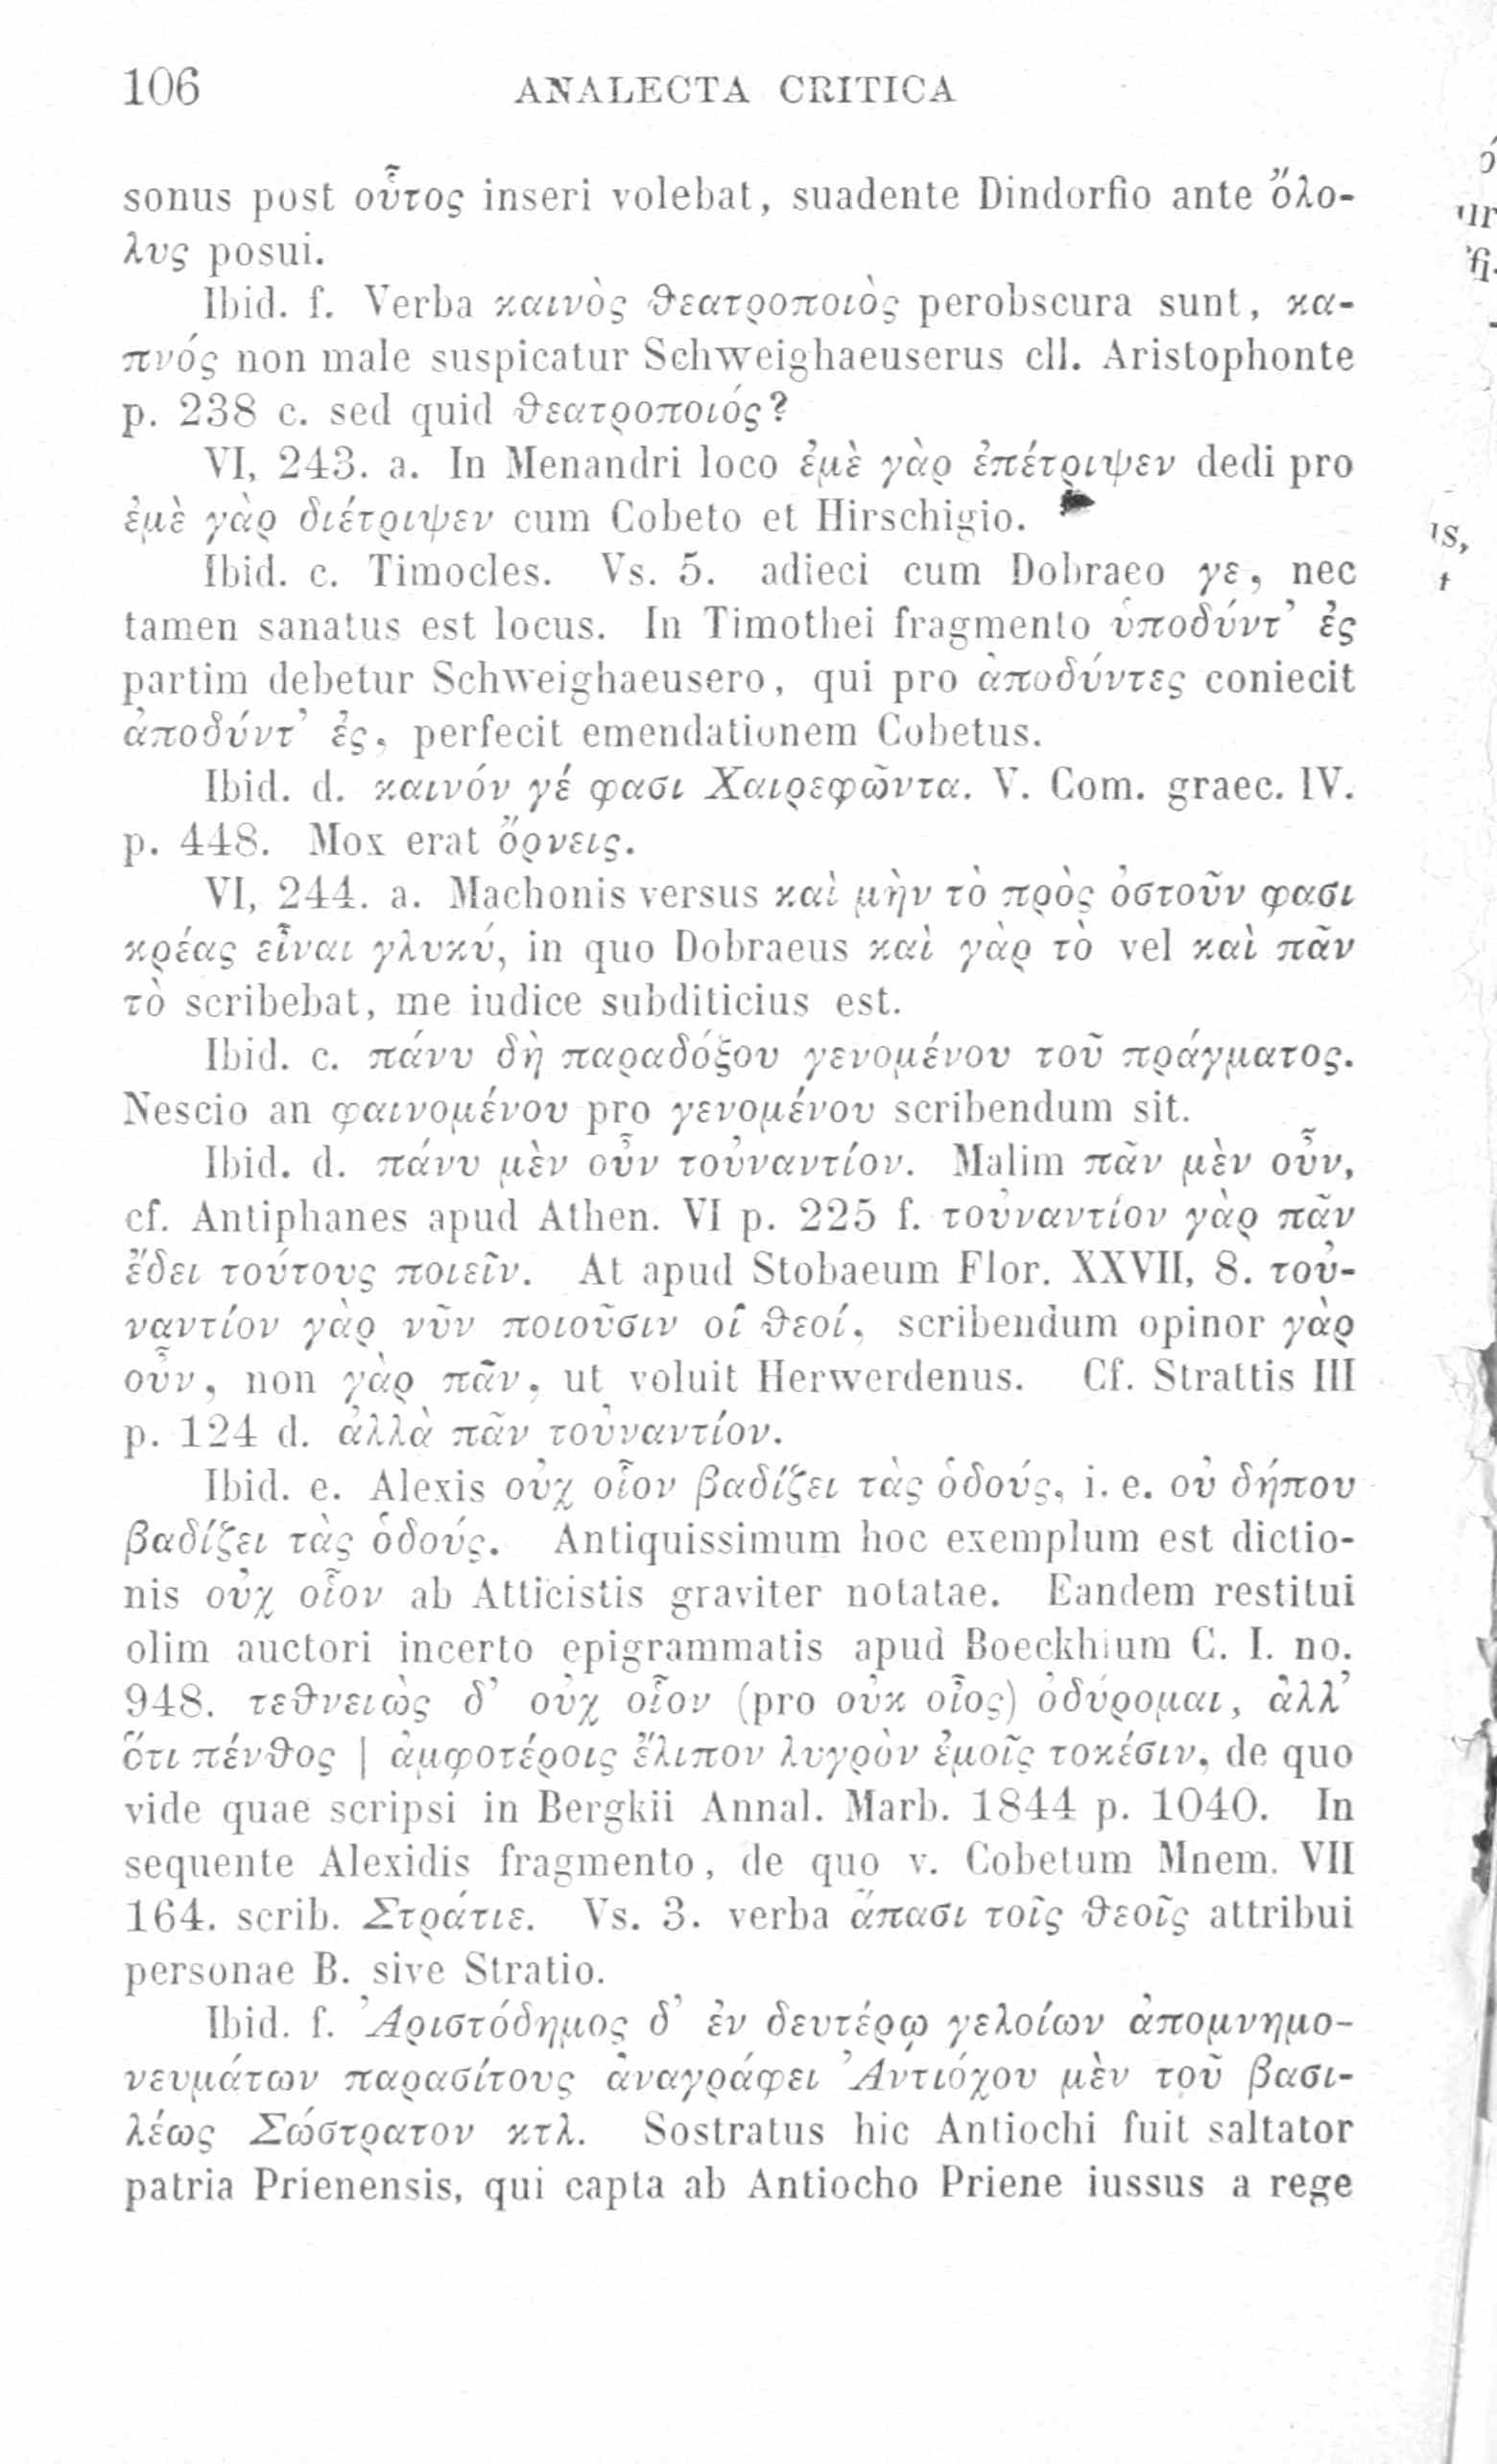 106 ANALECTA CRITICA
sonus post οὗτος inseri volebat, suadente Dindorfio ante ὄλο-
λυς posui.
Ibid. f. Verba καινὸς θεατροποιὸς perobscura sunt, κα-
πνός non male suspicatur Schweighaeuserus cll. Aristophonte
p. 238 c. sed quid θεατροποιός?
VI, 243. a. In Menandri loco ἐμὲ γὰρ ἐπέτριψεν dedi pro
ἐμὲ γὰρ διέτριψεν cum Cobeto et Hirschigio.
Ibid. c. Timocles. Vs. 5. adieci cum Dobraeo γε, nec
tamen sanatus est locus. In Timothei fragmento ὑποδύντ’ ἐς
partim debetur Schweighaeusero, qui pro ἀποδύντες coniecit
ἀποδύντ’ ἐς, perfecit emendationem Cobetus.
Ibid. d. καινόν γέ φασι Χαιρεφῶντα. V. Com. graec. IV.
p. 448. Mox erat ὄρνεις.
VI, 244. a. Machonis versus καὶ μὴν τὸ πρὸς ὀστοῦν φασι
κρέας εἶναι γλυκύ, in quo Dobraeus καὶ γὰρ τὸ vel καὶ πᾶν
τὸ scribebat, me iudice subditicius est.
Ibid. c. πάνυ δὴ παραδόξου γενομένου τοῦ πράγματος.
Nescio an φαινομένου pro γενομένου scribendum sit.
Ibid. d. πάνυ μὲν οὖν τοὐναντίον. Malim πᾶν μὲν οὖν,
cf. Antiphanes apud Athen. VI p. 225 f. τοὐναντίον γὰρ πᾶν
ἔδει τούτους ποιεῖν. At apud Stobaeum Flor. XXVII, 8. τοὐ-
ναντίον γὰρ νῦν ποιοῦσιν οἱ θεοί, scribendum opinor γὰρ
οὖν, non γὰρ πᾶν, ut voluit Herwerdenus. Cf. Strattis III
p. 124 d. ἀλλὰ πᾶν τοὐναντίον.
Ibid. e. Alexis οὐχ οἷον βαδίζει τὰς ὁδούς, i. e. οὐ δήπου
βαδίζει τὰς ὁδούς. Antiquissimum hoc exemplum est dictio-
nis οὐχ οἷον ab Atticistis graviter notatae. Eandem restitui
olim auctori incerto epigrammatis apud Boeckhium C. I. no.
948. τεθνειὼς δ’ οὐχ οἷον (pro οὐκ οἶος) ὀδύρομαι, ἀλλ’
ὅτι πένθος | ἀμφοτέροις ἔλιπον λυγρὸν ἐμοῖς τοκέσιν, de quo
vide quae scripsi in Bergkii Annal. Marb. 1844 p. 1040. In
sequente Alexidis fragmento, de quo v. Cobetum Mnem. VII
164. scrib. Στράτιε. Vs. 3. verba ἅπασι τοῖς θεοῖς attribui
personae B. sive Stratio.
Ibid. f. Ἀριστόδημος δ’ ἐν δευτέρῳ γελοίων ἀπομνημο-
νευμάτων παρασίτους ἀναγράφει Ἀντιόχου μὲν τοῦ βασι-
λέως Σώστρατον κτλ. Sostratus hic Antiochi fuit saltator
patria Prienensis, qui capta ab Antiocho Priene iussus a rege